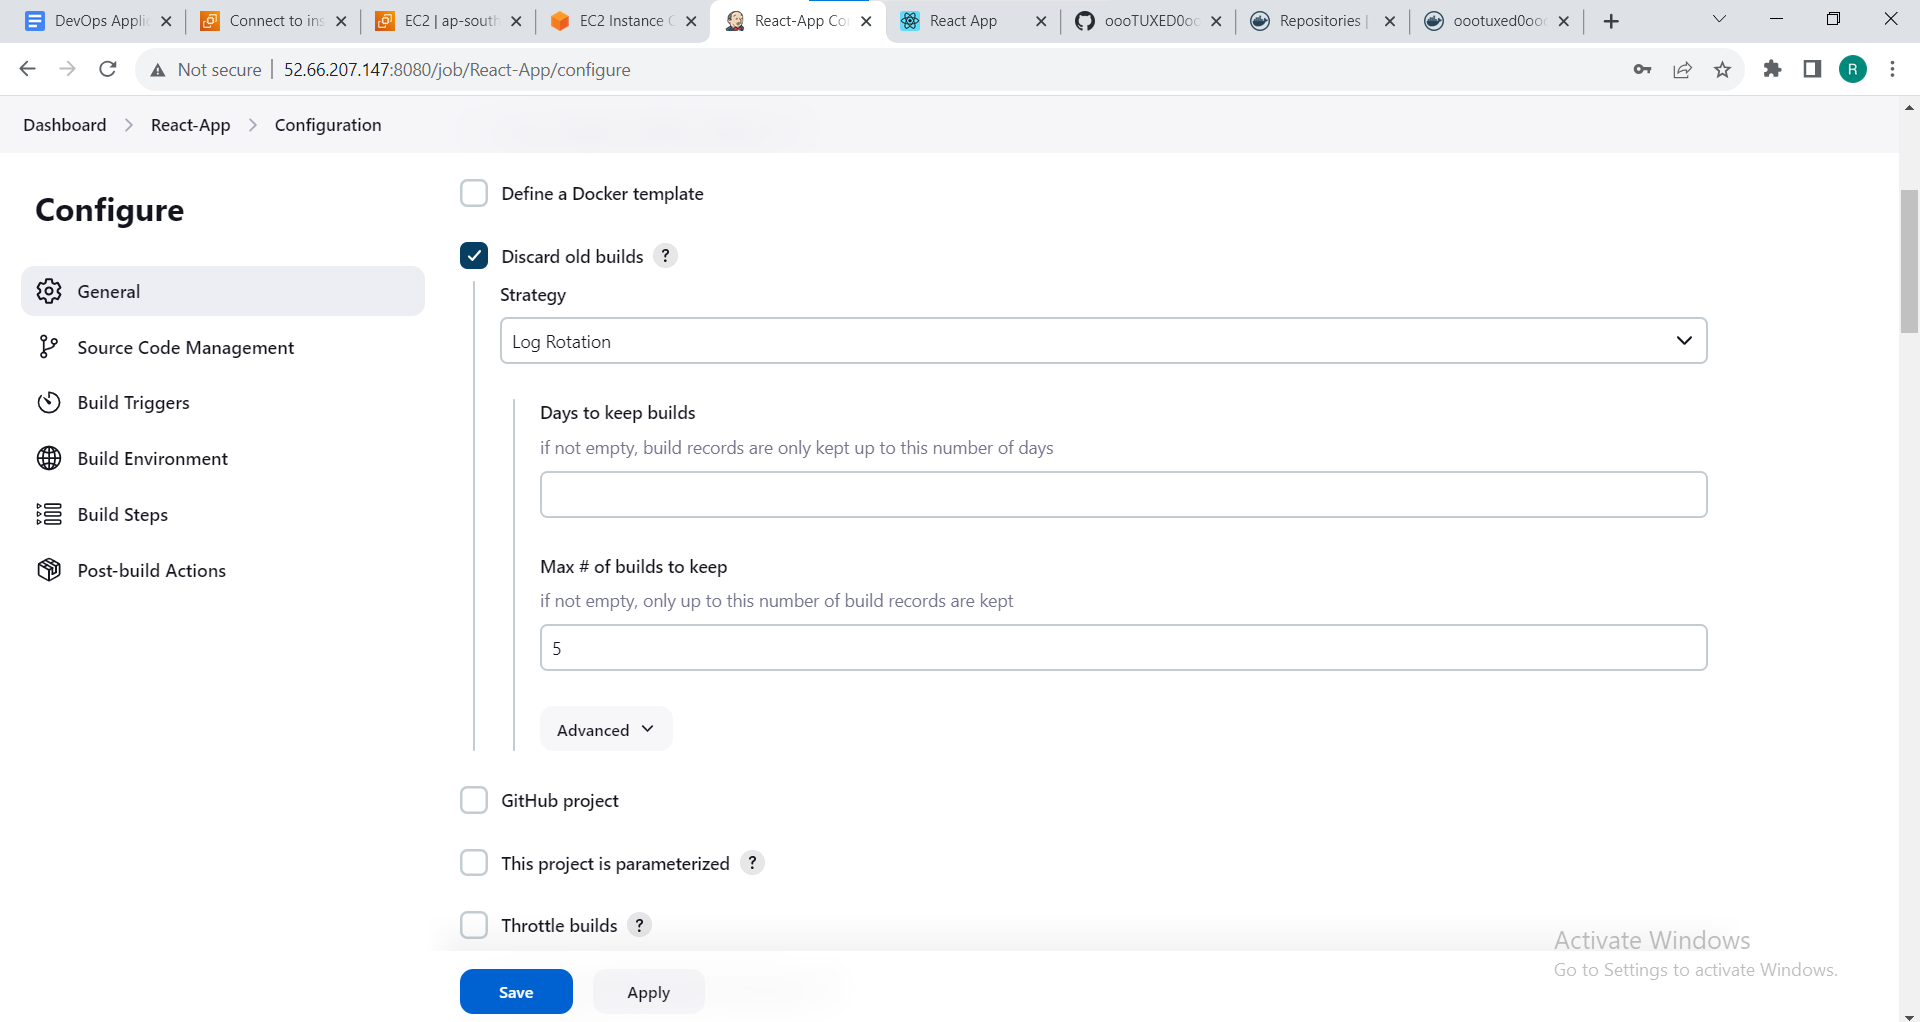 DevOps Appli
Connect to ins
EC2 | ap-south
EC2 Instance C
React-App Con
React App
oooTUXED0oo
Repositories |
oootuxed0ooo
Not secure
52.66.207.147:8080/job/React-App/configure
R
Dashboard
React-App
Configuration
Configure
General
Source Code Management
Build Triggers
Build Environment
Build Steps
Post-build Actions
Define a Docker template
Discard old builds ?
Strategy
Log Rotation
Days to keep builds
if not empty, build records are only kept up to this number of days
Max # of builds to keep
if not empty, only up to this number of build records are kept
5
Advanced
GitHub project
This project is parameterized ?
Throttle builds ?
Save
Apply
Activate Windows
Go to Settings to activate Windows.